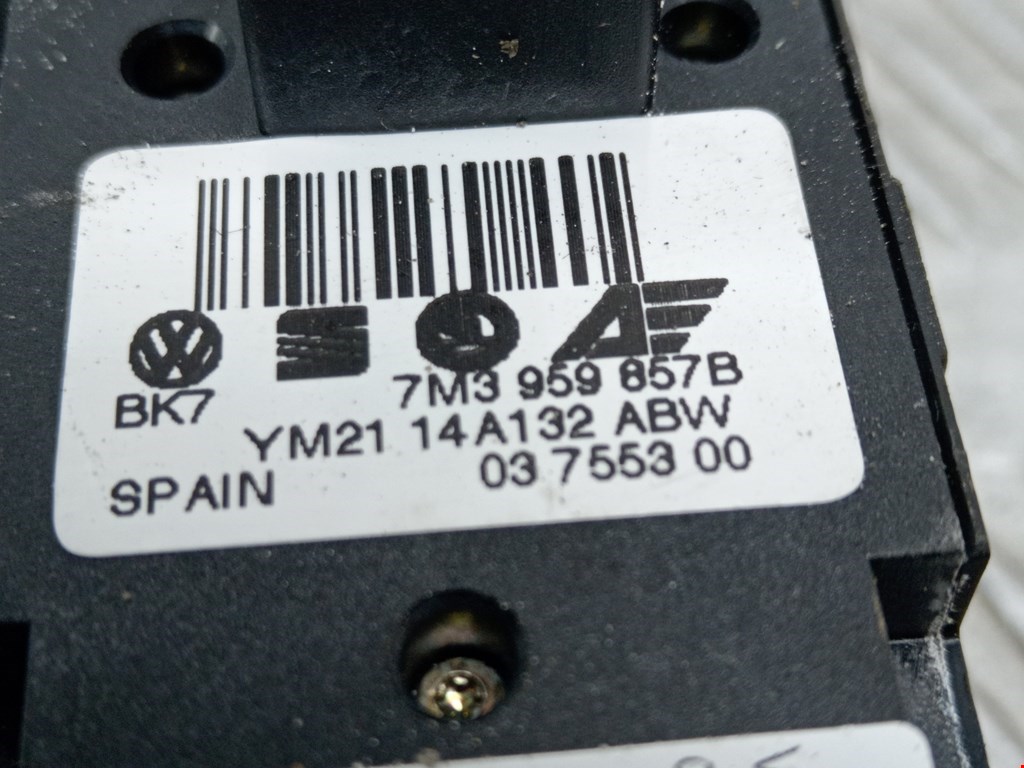 BK7
7M3 959 857B
YM21 14A132 ABW
03 7553 00
SPAIN